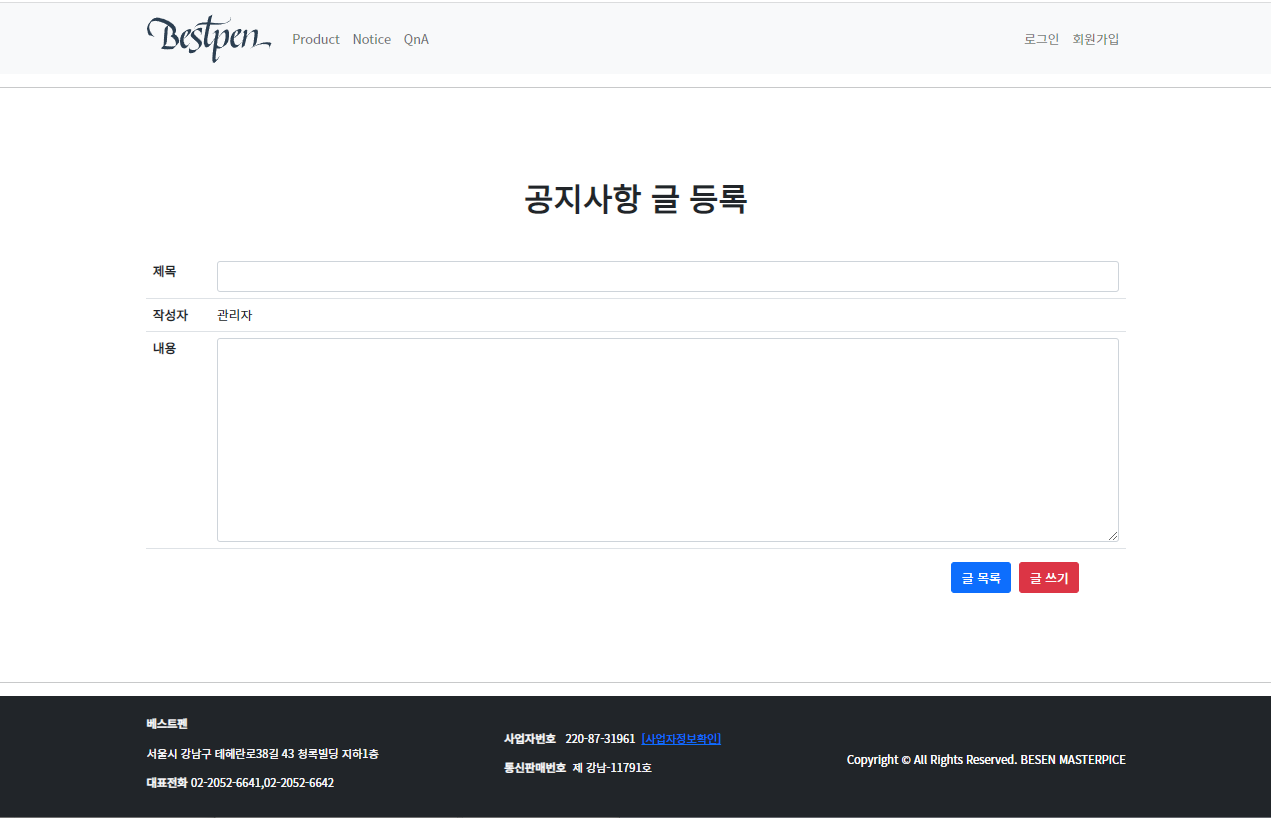 Bestpen Product Notice QnA 로그인 회원가입
공지사항 글 등록
제목
작성자 관리자
내용
글 목록 글 쓰기
베스트펜
서울시 강남구 테헤란로38길 43 청록빌딩 지하1층
대표전화 02-2052-6641,02-2052-6642
사업자번호 220-87-31961 [사업자정보확인]
통신판매번호 제 강남-11791호
Copyright © All Rights Reserved. BESEN MASTERPICE